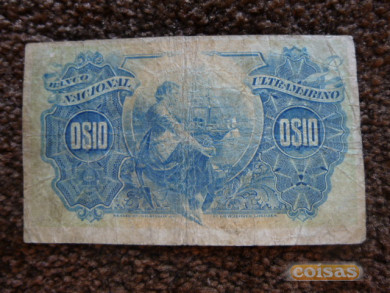 BANCO NACIONAL ULTRAMARINO
0$10 0$10
coisas